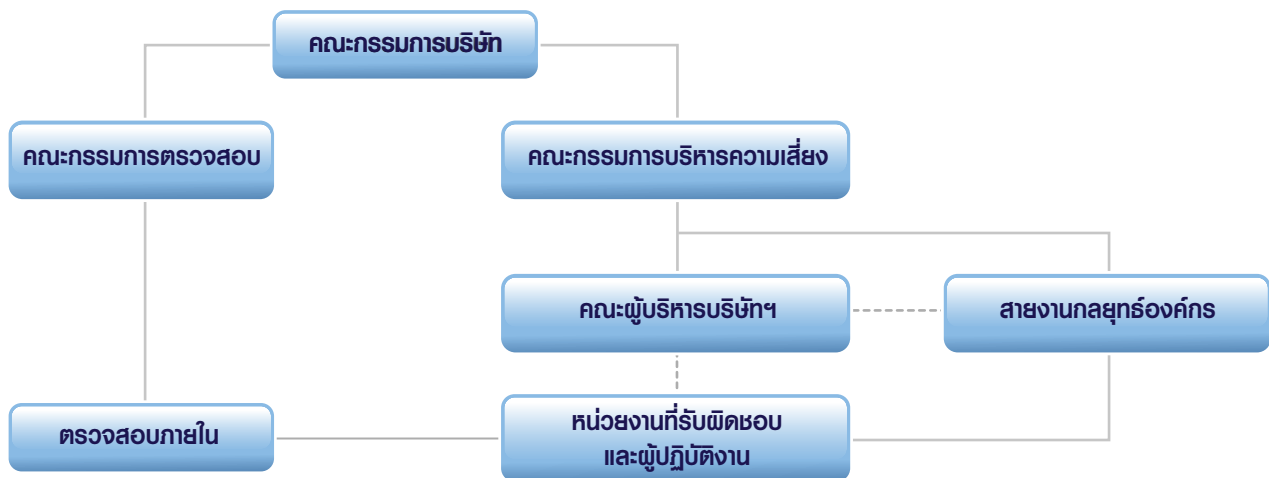 คณะกรรมการบริษัท
คณะกรรมการตรวจสอบ
คณะกรรมการบริหารความเสี่ยง
คณะผู้บริหารบริษัทฯ
สายงานกลยุทธ์องค์กร
ตรวจสอบภายใน
หน่วยงานที่รับผิดชอบ
และผู้ปฏิบัติงาน